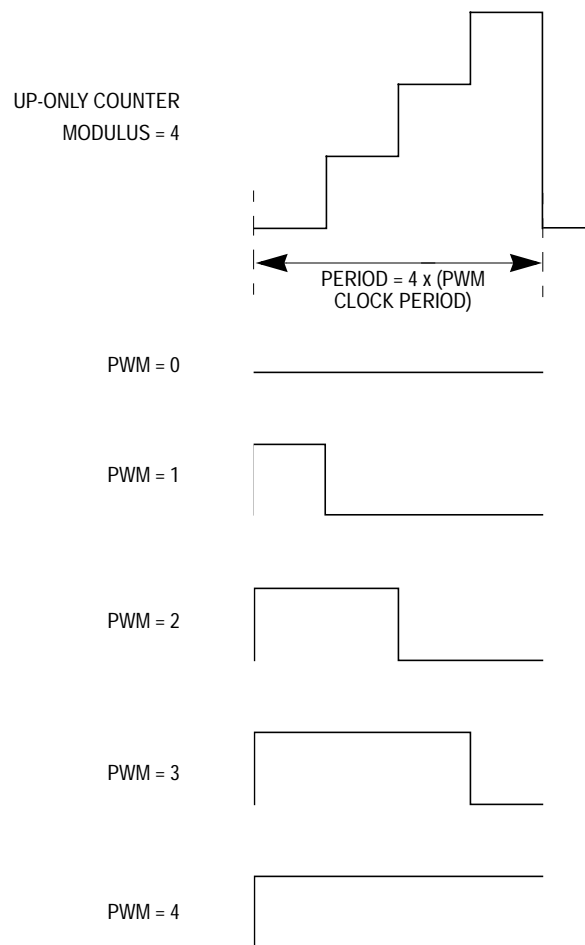 UP-ONLY COUNTER
MODULUS = 4
PERIOD = 4 x (PWM
CLOCK PERIOD)
PWM = 0
PWM = 1
PWM = 2
PWM = 3
PWM = 4